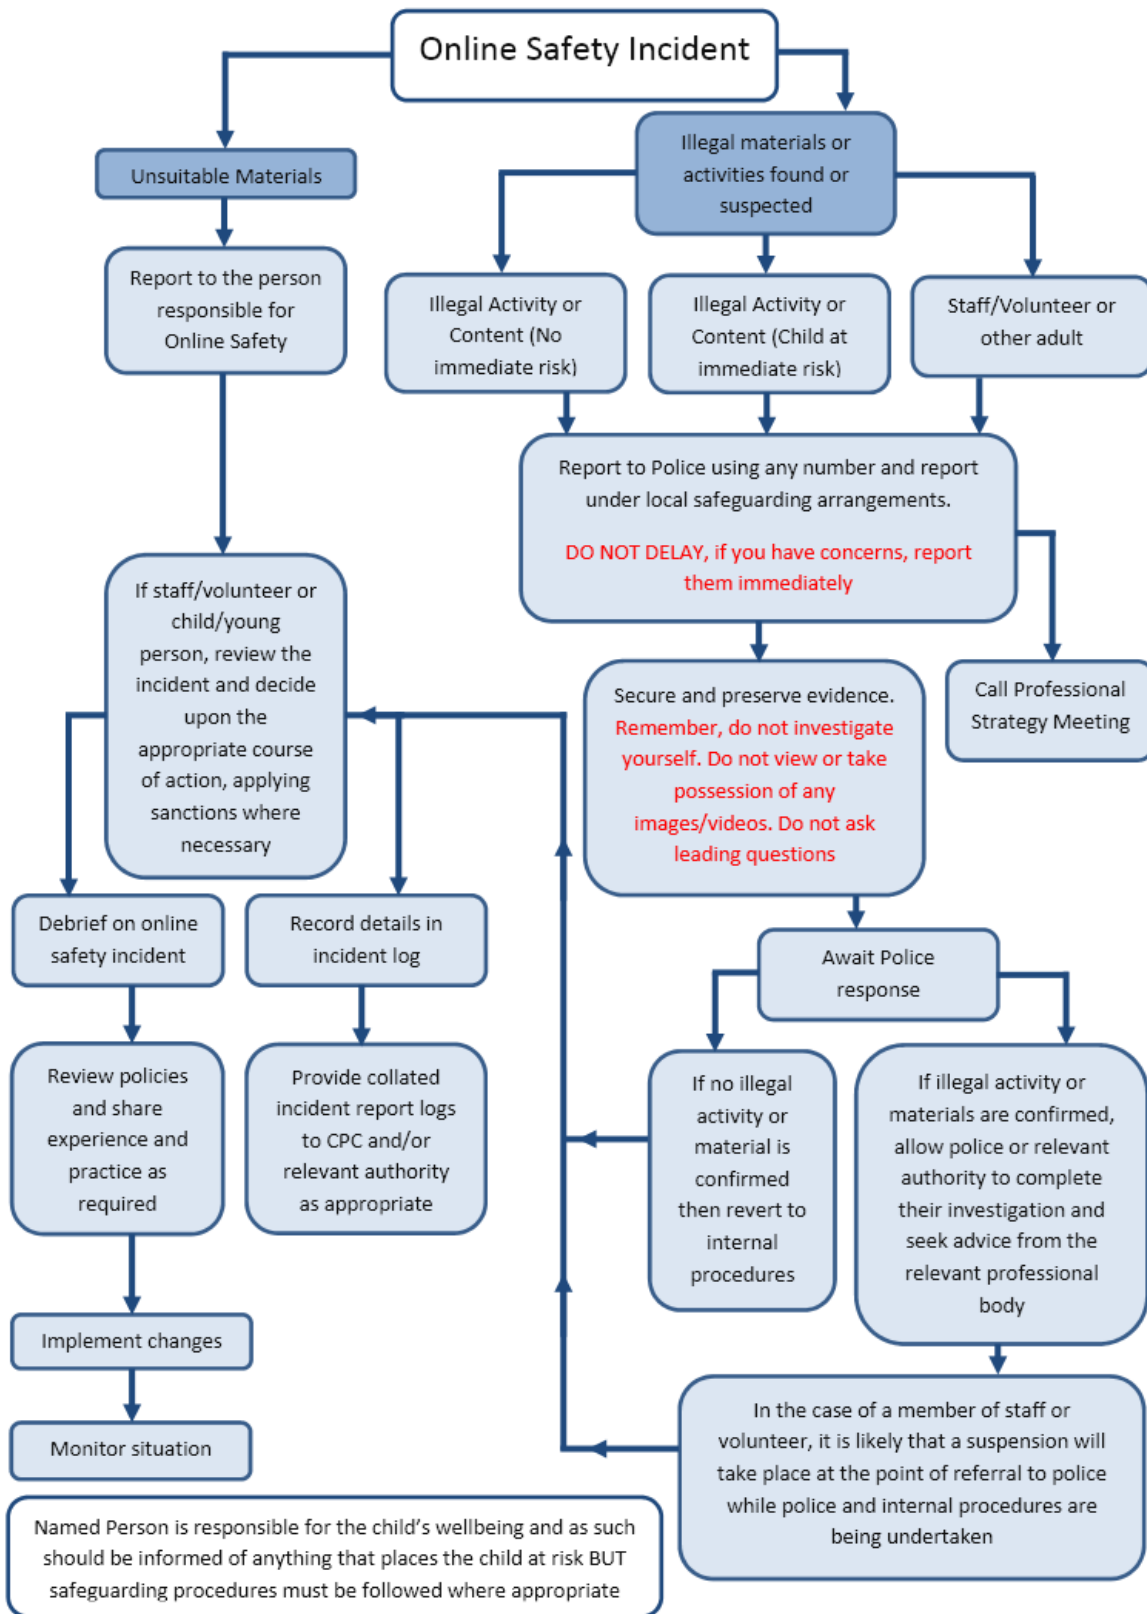 Online Safety Incident
Unsuitable Materials
Illegal materials or
activities found or
suspected
Report to the person
responsible for
Online Safety
Illegal Activity or
Content (No
immediate risk)
Illegal Activity or
Content (Child at
immediate risk)
Staff/Volunteer or
other adult
Report to Police using any number and report
under local safeguarding arrangements.
DO NOT DELAY, if you have concerns, report
them immediately
If staff/volunteer or
child/young
person, review the
incident and decide
upon the
appropriate course
of action, applying
sanctions where
necessary
Secure and preserve evidence.
Remember, do not investigate
yourself. Do not view or take
possession of any
images/videos. Do not ask
leading questions
Call Professional
Strategy Meeting
Debrief on online
safety incident
Record details in
incident log
Await Police
response
Review policies
and share
experience and
practice as
required
Provide collated
incident report logs
to CPC and/or
relevant authority
as appropriate
If no illegal
activity or
material is
confirmed
then revert to
internal
procedures
If illegal activity or
materials are confirmed,
allow police or relevant
authority to complete
their investigation and
seek advice from the
relevant professional
body
Implement changes
Monitor situation
In the case of a member of staff or
volunteer, it is likely that a suspension will
take place at the point of referral to police
while police and internal procedures are
being undertaken
Named Person is responsible for the child's wellbeing and as such
should be informed of anything that places the child at risk BUT
safeguarding procedures must be followed where appropriate